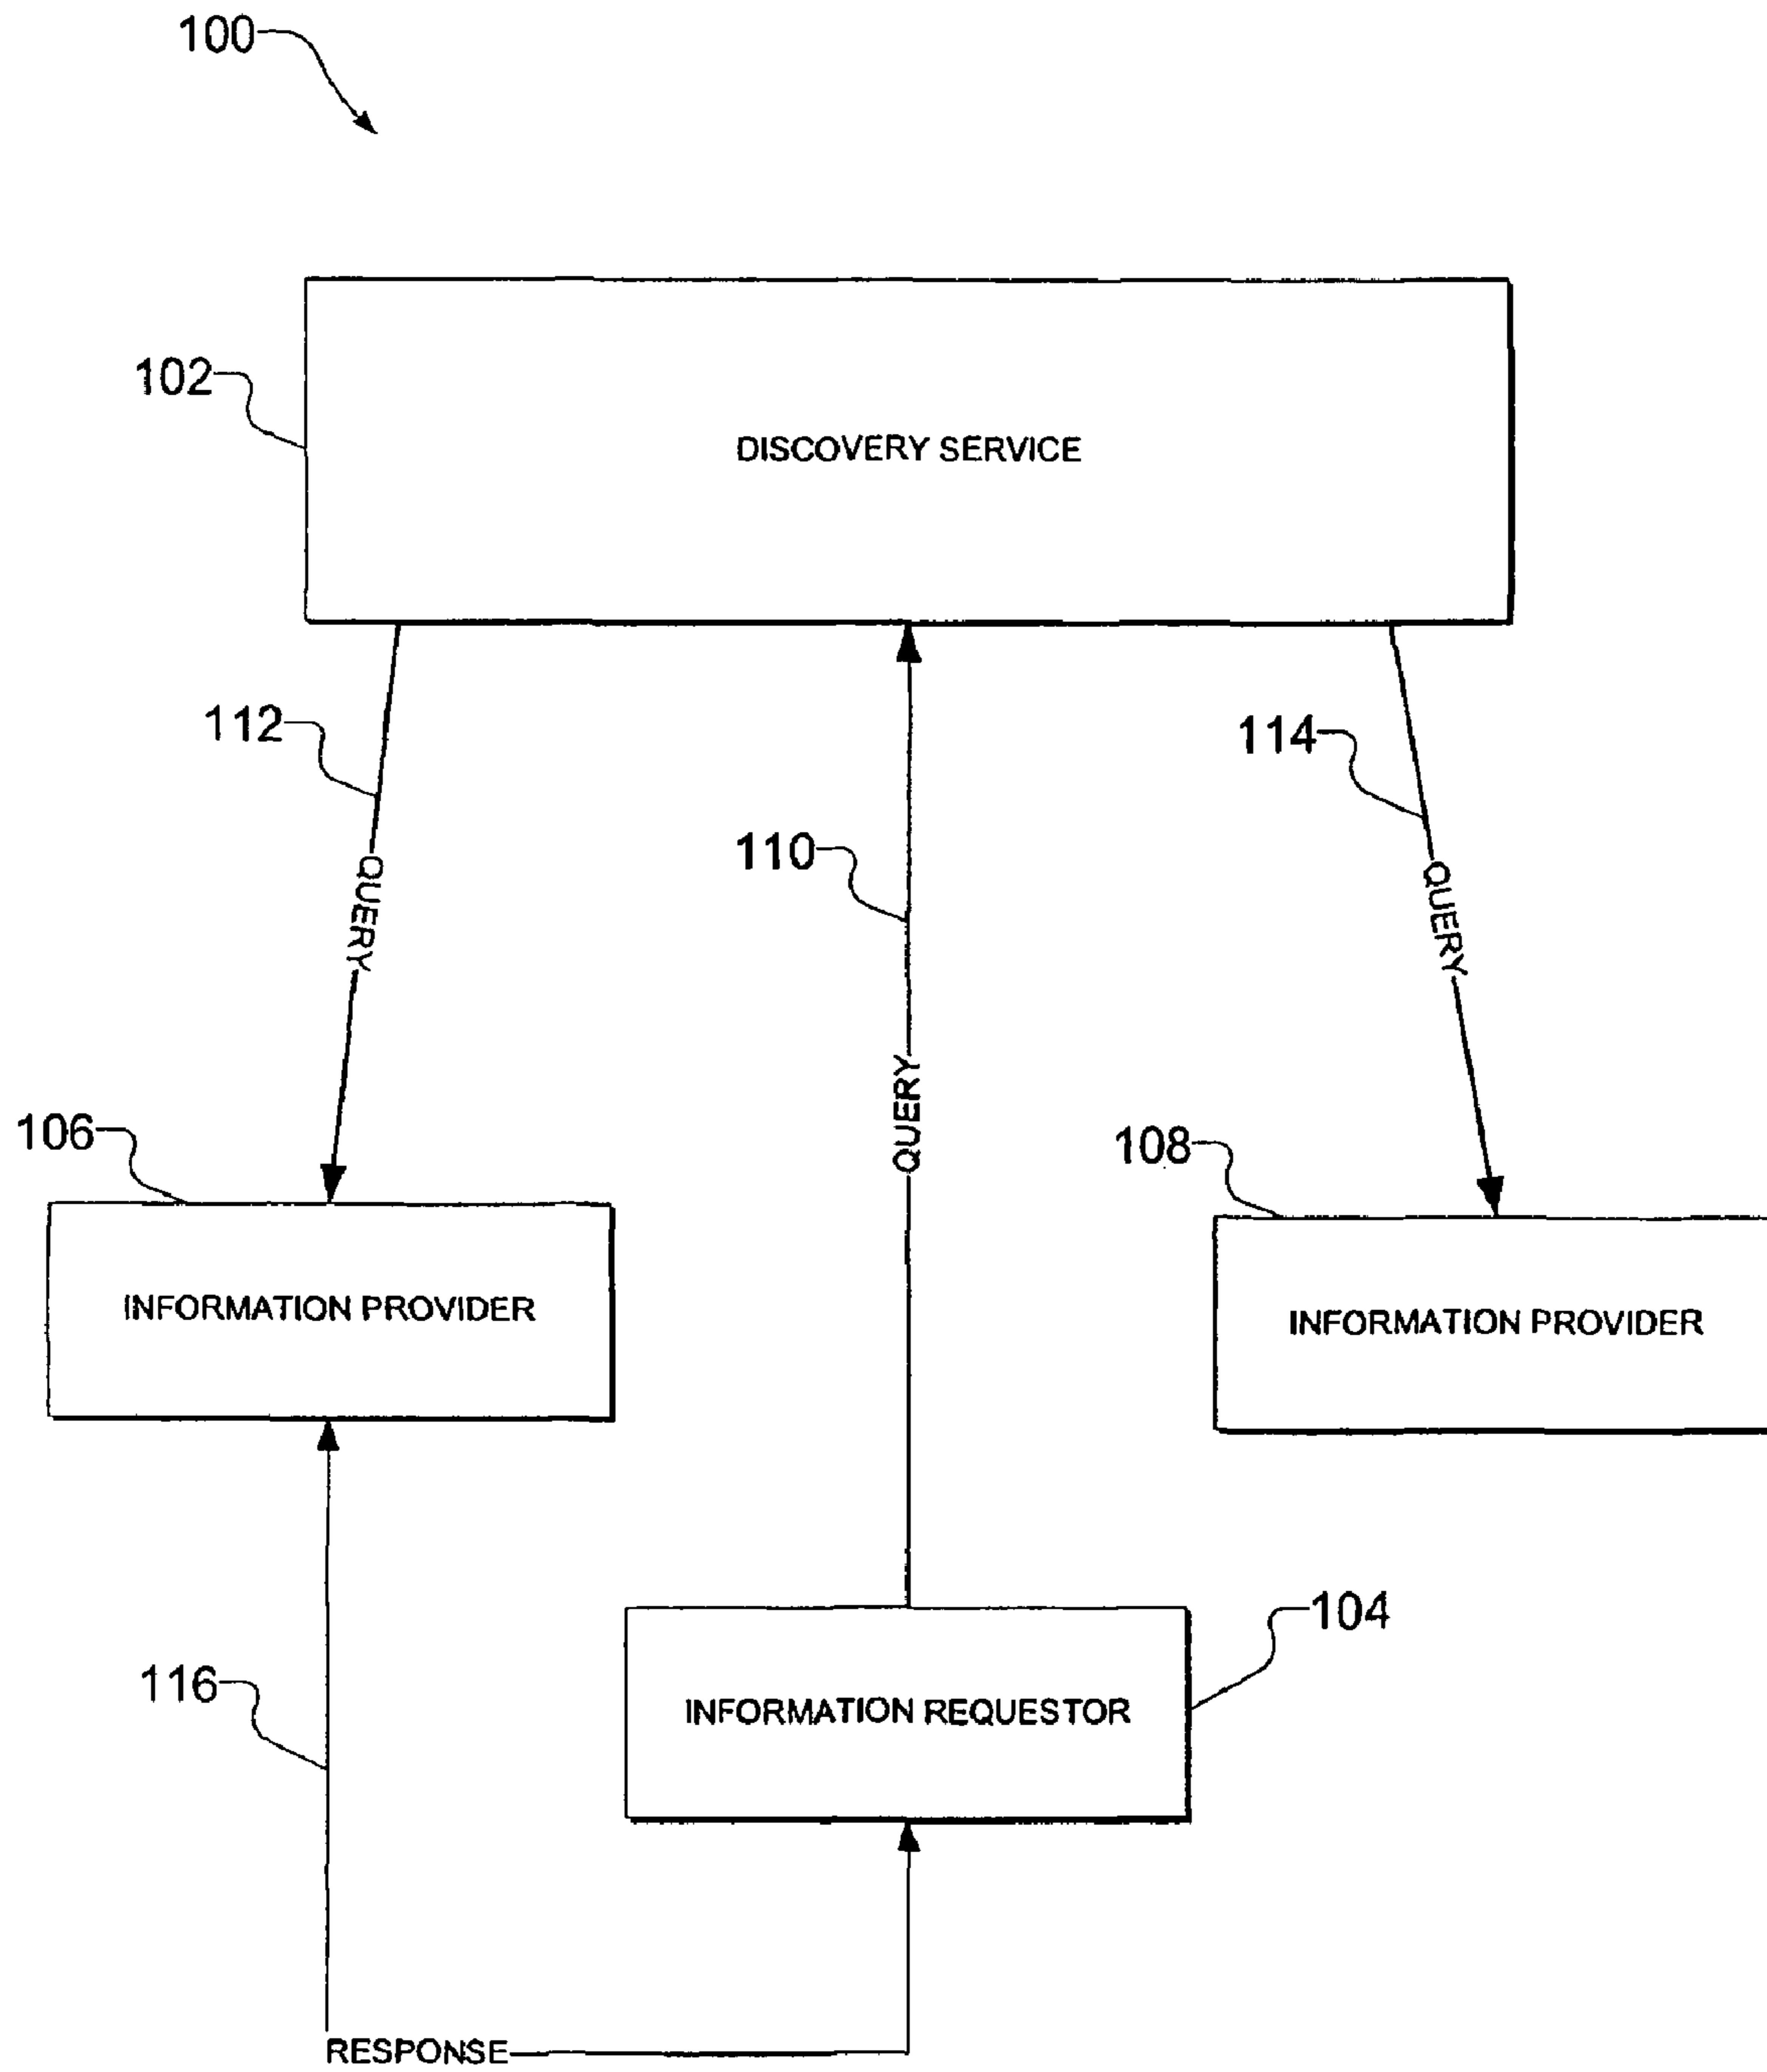 100
102
DISCOVERY SERVICE
112
114
110
QUERY
QUERY
QUERY
106
108
INFORMATION PROVIDER
INFORMATION PROVIDER
104
116
INFORMATION REQUESTOR
RESPONSE